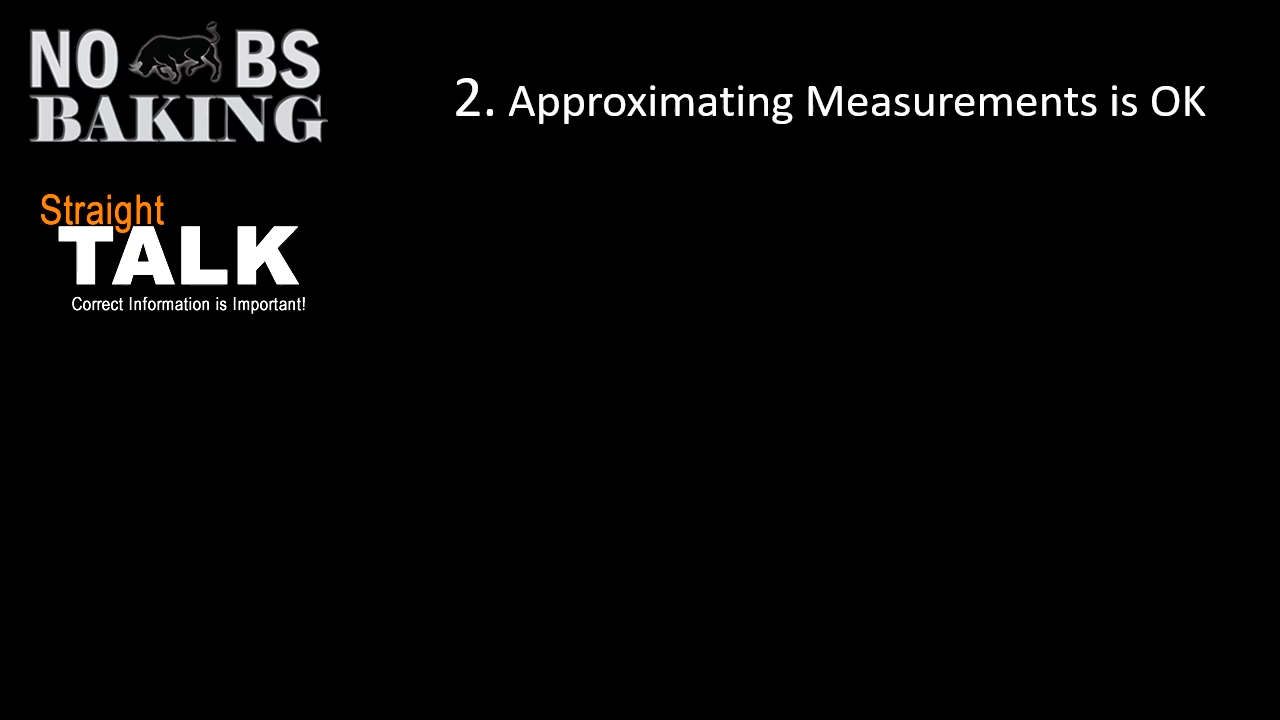 NO BS
BAKING
2. Approximating Measurements is OK
Straight
TALK
Correct Information is Important!